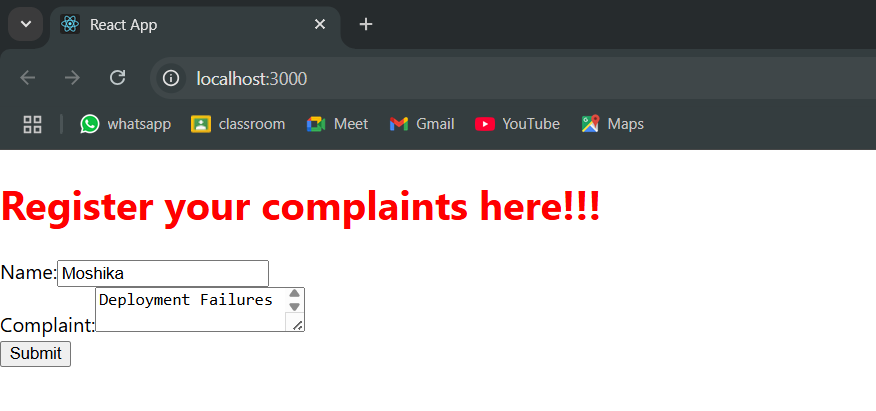 React App
localhost:3000
whatsapp classroom Meet Gmail YouTube Maps
Register your complaints here!!!
Name: Moshika
Complaint: Deployment Failures
Submit